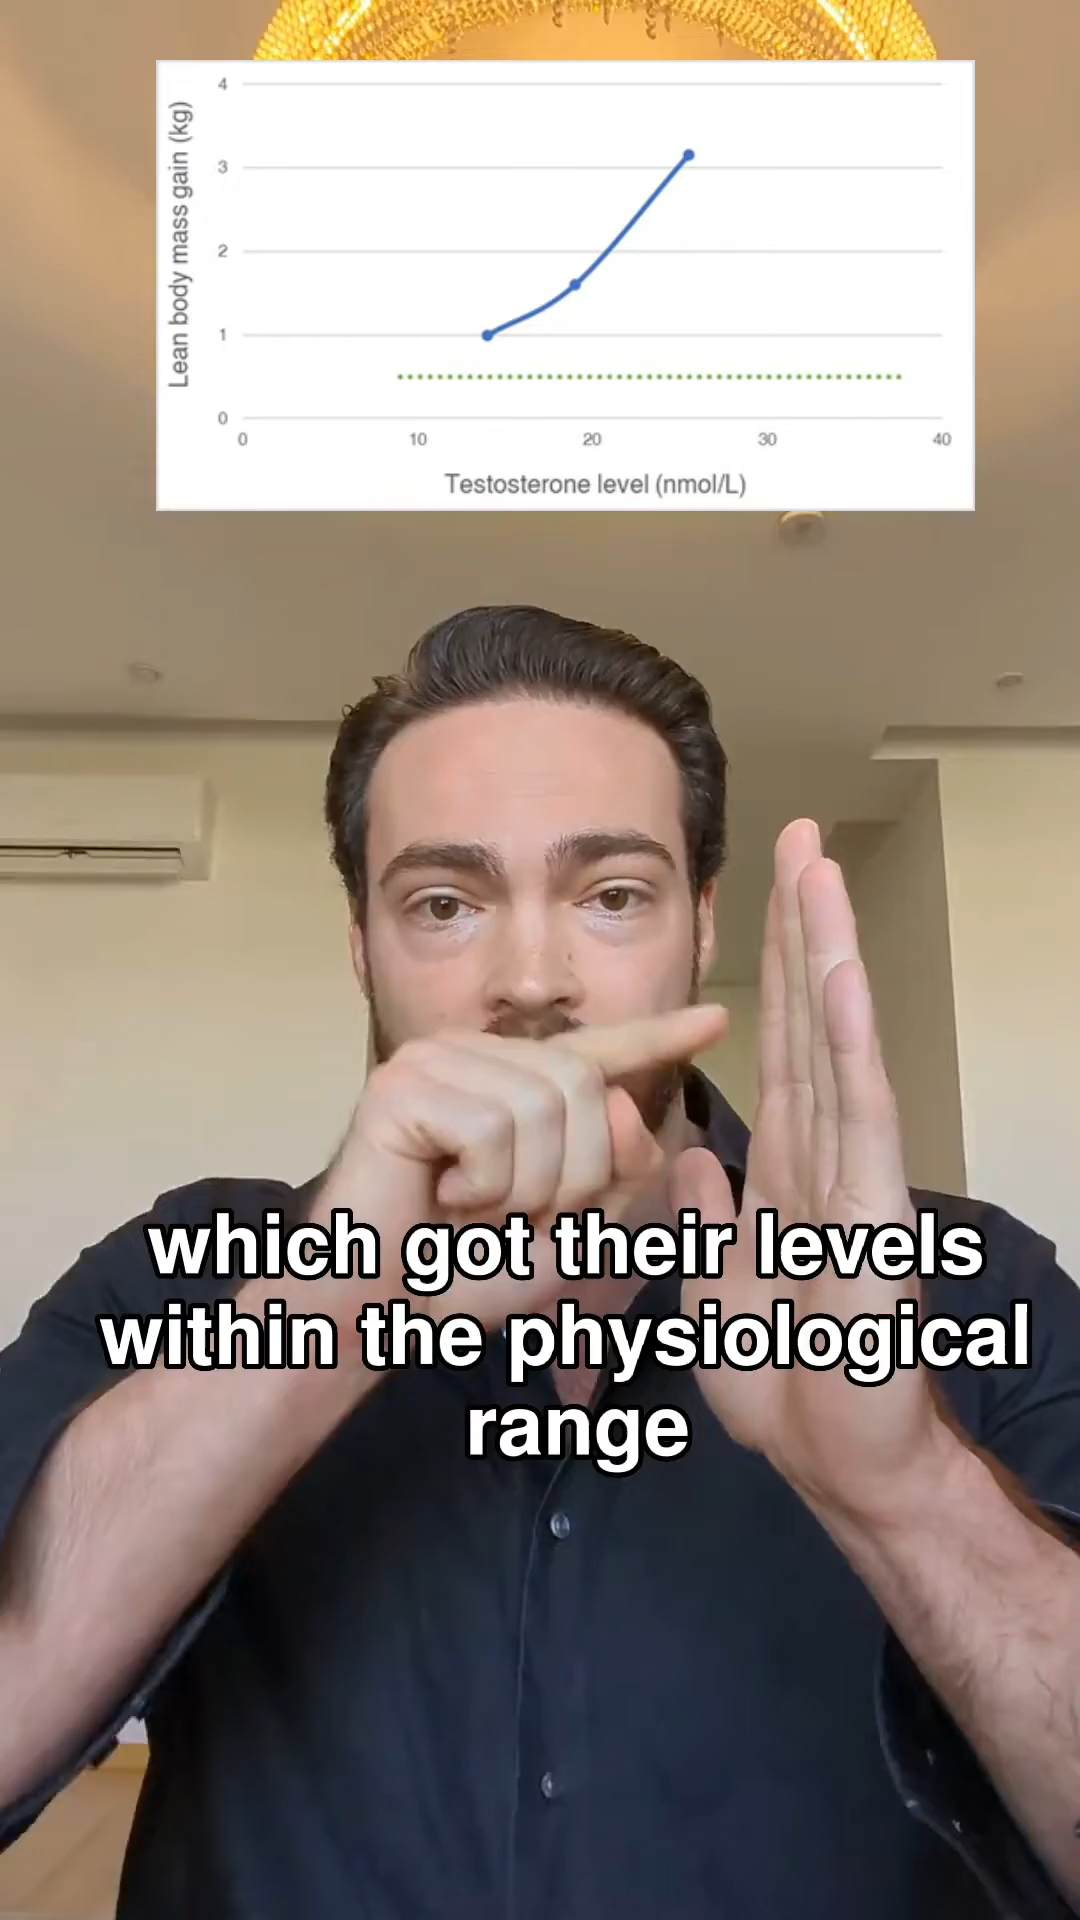 Lean body mass gain (kg)
4
3
2
1
0
0 10 20 30 40
Testosterone level (nmol/L)
which got their levels
within the physiological
range